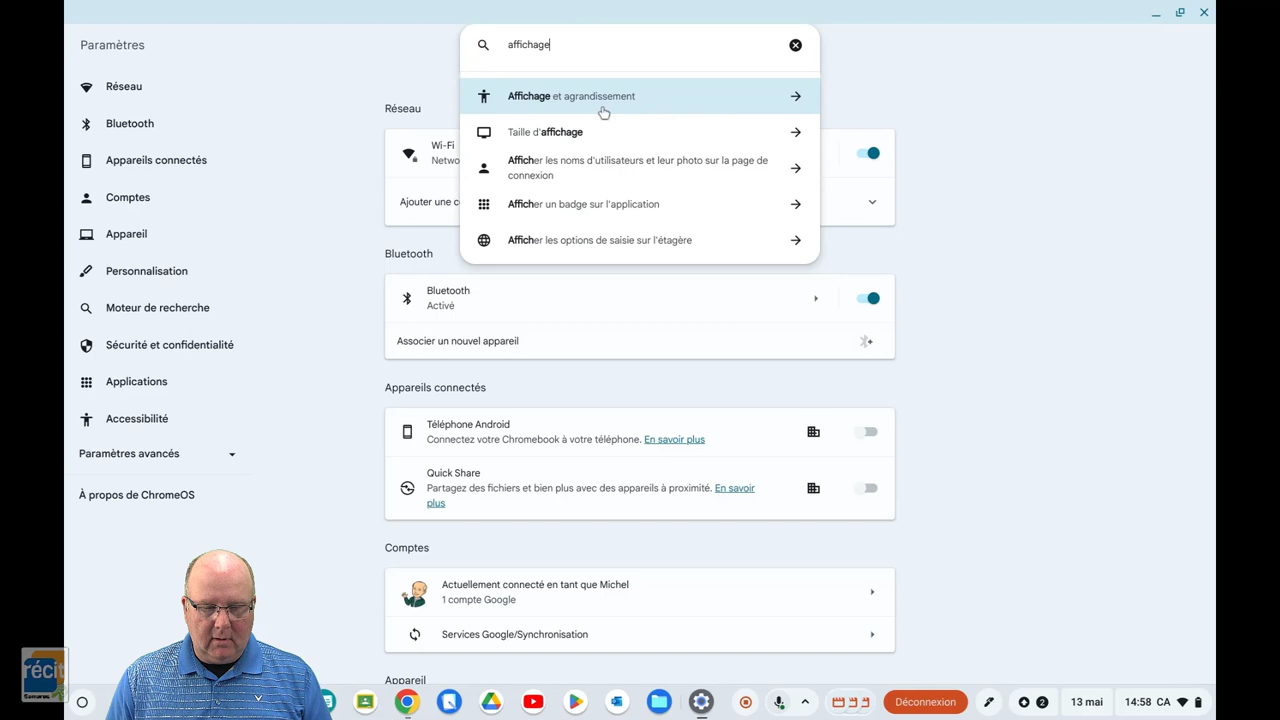 Paramètres
affichage
Réseau
Bluetooth
Appareils connectés
Comptes
Appareil
Personnalisation
Moteur de recherche
Sécurité et confidentialité
Applications
Accessibilité
Paramètres avancés
À propos de ChromeOS
Affichage et agrandissement
Taille d'affichage
Afficher les noms d'utilisateurs et leur photo sur la page de
connexion
Afficher un badge sur l'application
Afficher les options de saisie sur l'étagère
Réseau
Wi-Fi
Ajouter une
Bluetooth
Bluetooth
Activé
Associer un nouvel appareil
Appareils connectés
Téléphone Android
Connectez votre Chromebook à votre téléphone. En savoir plus
Quick Share
Partagez des fichiers et bien plus avec des appareils à proximité. En savoir
plus
Comptes
Actuellement connecté en tant que Michel
1 compte Google
Services Google/Synchronisation
Appareil
récit
Déconnexion
13 mai
2
14:58 CA